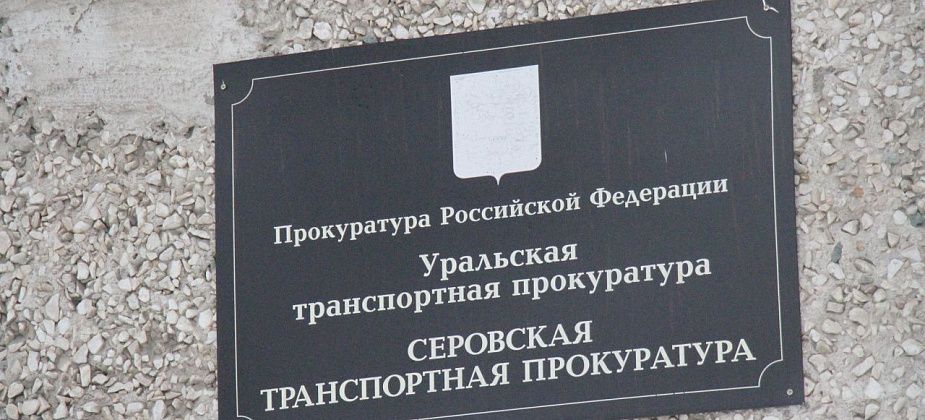 Прокуратура Российской Федерации
Уральская
транспортная прокуратура
СЕРОВСКАЯ
ТРАНСПОРТНАЯ ПРОКУРАТУРА